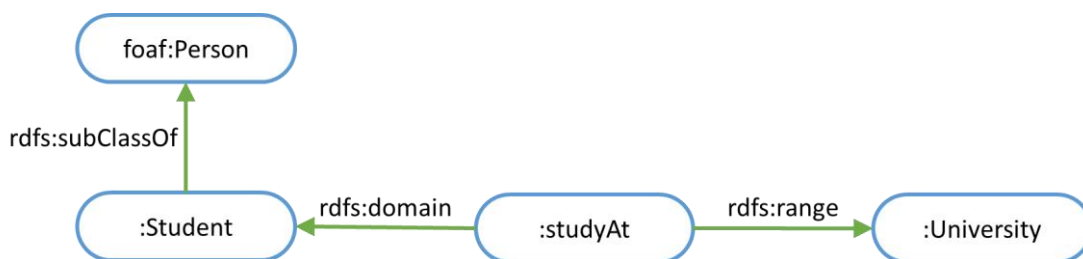 foaf:Person
rdfs:subClassOf
:Student
rdfs:domain
:studyAt
rdfs:range
:University